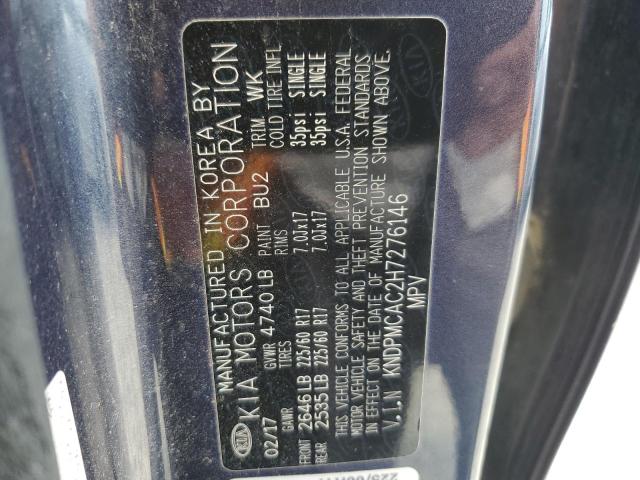 MANUFACTURED IN KOREA BY
KIA KIA MOTORS CORPORATION
02/17 GVWR 4740 LB PAINT BU2 TRIM WK
GAWR TIRES RIMS COLD TIRE INFL
FRONT 2646 LB 225/60 R17 7.0Jx17 35psi SINGLE
REAR 2535 LB 225/60 R17 7.0Jx17 35psi SINGLE
THIS VEHICLE CONFORMS TO ALL APPLICABLE U.S.A. FEDERAL
MOTOR VEHICLE SAFETY AND THEFT PREVENTION STANDARDS
IN EFFECT ON THE DATE OF MANUFACTURE SHOWN ABOVE.
V.I.N KNDPMCAC2H7276146
MPV